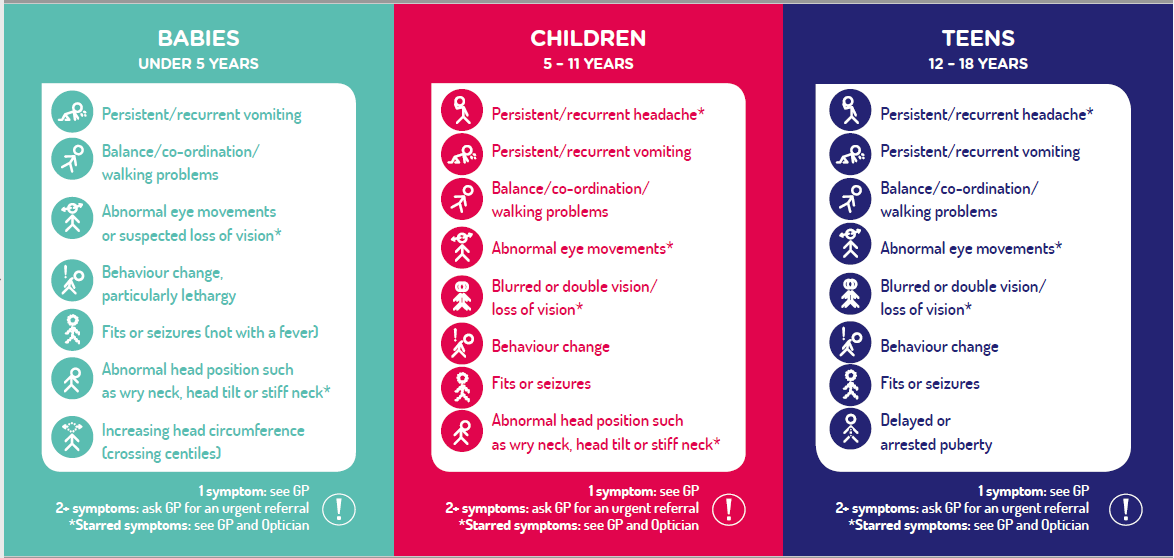 BABIES
UNDER 5 YEARS
Persistent/recurrent vomiting
Balance/co-ordination/
walking problems
Abnormal eye movements
or suspected loss of vision*
Behaviour change,
particularly lethargy
Fits or seizures (not with a fever)
Abnormal head position such
as wry neck, head tilt or stiff neck*
Increasing head circumference
(crossing centiles)
1 symptom: see GP
2+ symptoms: ask GP for an urgent referral
*Starred symptoms: see GP and Optician
!
CHILDREN
5 – 11 YEARS
Persistent/recurrent headache*
Persistent/recurrent vomiting
Balance/co-ordination/
walking problems
Abnormal eye movements*
Blurred or double vision/
loss of vision*
Behaviour change
Fits or seizures
Abnormal head position such
as wry neck, head tilt or stiff neck*
1 symptom: see GP
2+ symptoms: ask GP for an urgent referral
*Starred symptoms: see GP and Optician
!
TEENS
12 – 18 YEARS
Persistent/recurrent headache*
Persistent/recurrent vomiting
Balance/co-ordination/
walking problems
Abnormal eye movements*
Blurred or double vision/
loss of vision*
Behaviour change
Fits or seizures
Delayed or
arrested puberty
1 symptom: see GP
2+ symptoms: ask GP for an urgent referral
*Starred symptoms: see GP and Optician
!